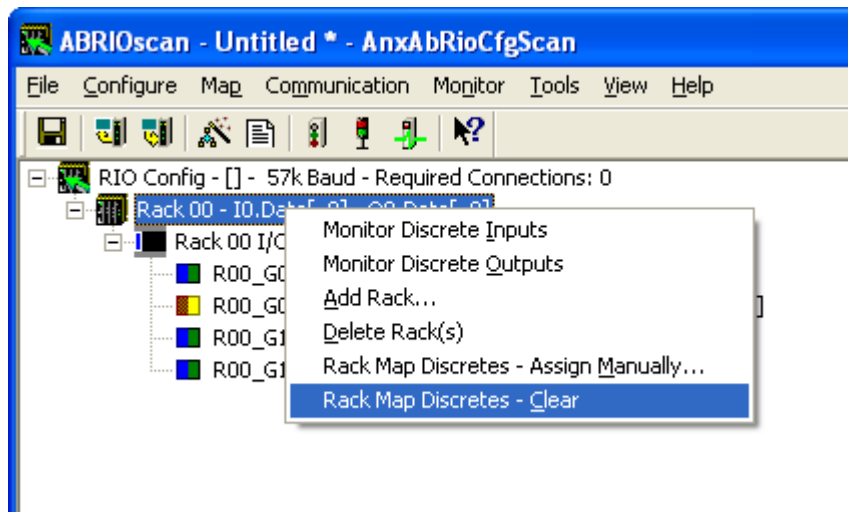 ABRIOscan - Untitled * - AnxAbRioCfgScan
File Configure Map Communication Monitor Tools View Help
RIO Config - [] - 57k Baud - Required Connections: 0
Rack 00 -
Rack 00 I/O
Monitor Discrete Inputs
Monitor Discrete Outputs
Add Rack...
Delete Rack(s)
Rack Map Discretes - Assign Manually...
Rack Map Discretes - Clear